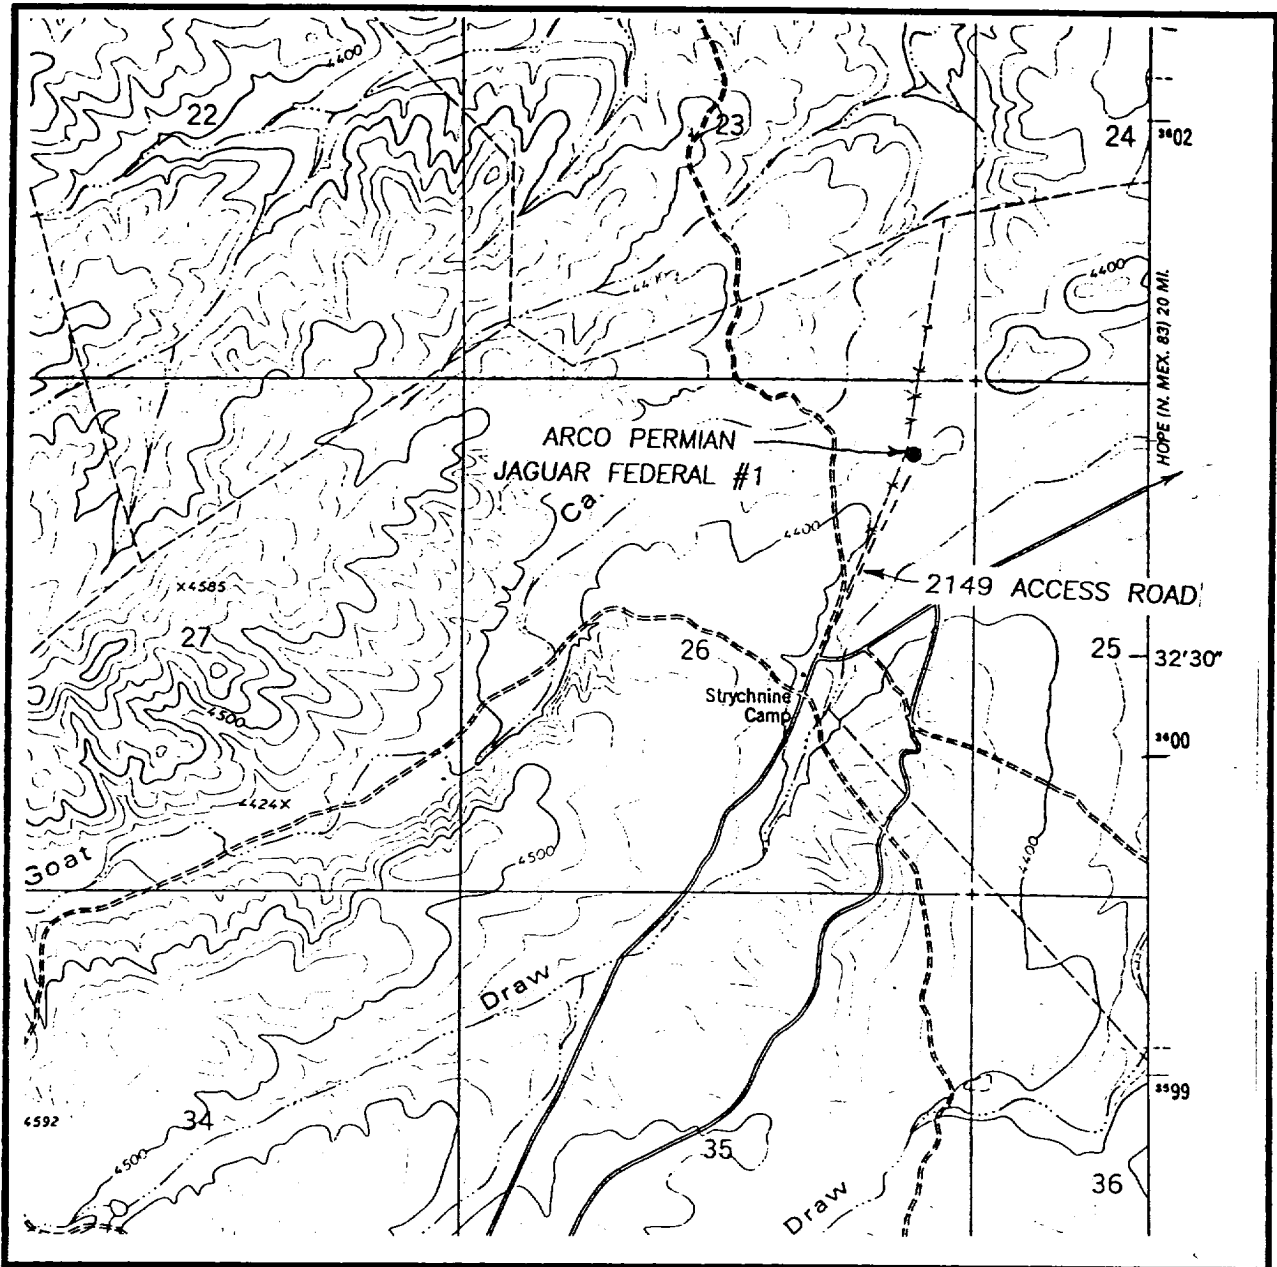 4400
22
23
24
³⁶02
4400
HOPE (N. MEX. 83) 20 MI.
ARCO PERMIAN
JAGUAR FEDERAL #1
Ca.
4400
x4585
2149 ACCESS ROAD
27
26
25
32'30"
Strychnine
Camp
4500
³⁶00
4424x
Goat
4500
4400
Draw
³⁵99
4592
34
4500
35
36
Draw